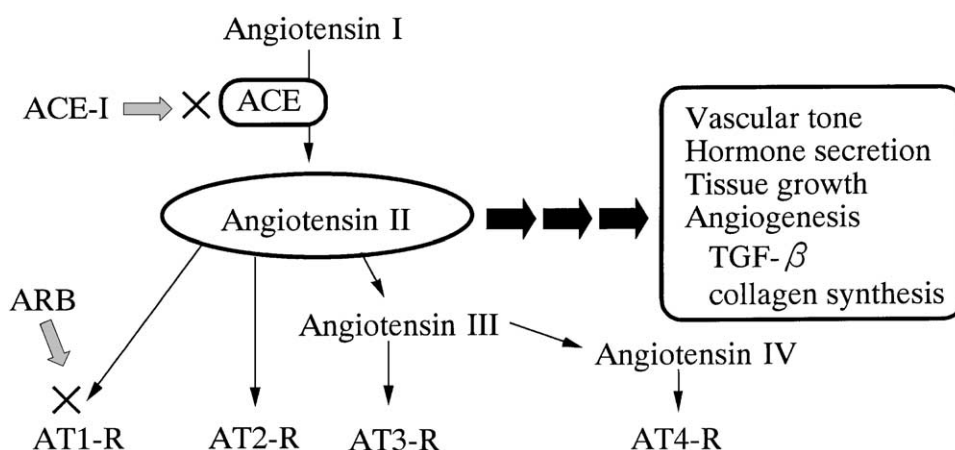 Angiotensin I
ACE-I
ACE
Vascular tone
Hormone secretion
Tissue growth
Angiogenesis
TGF-β
collagen synthesis
Angiotensin II
ARB
Angiotensin III
Angiotensin IV
AT1-R
AT2-R
AT3-R
AT4-R